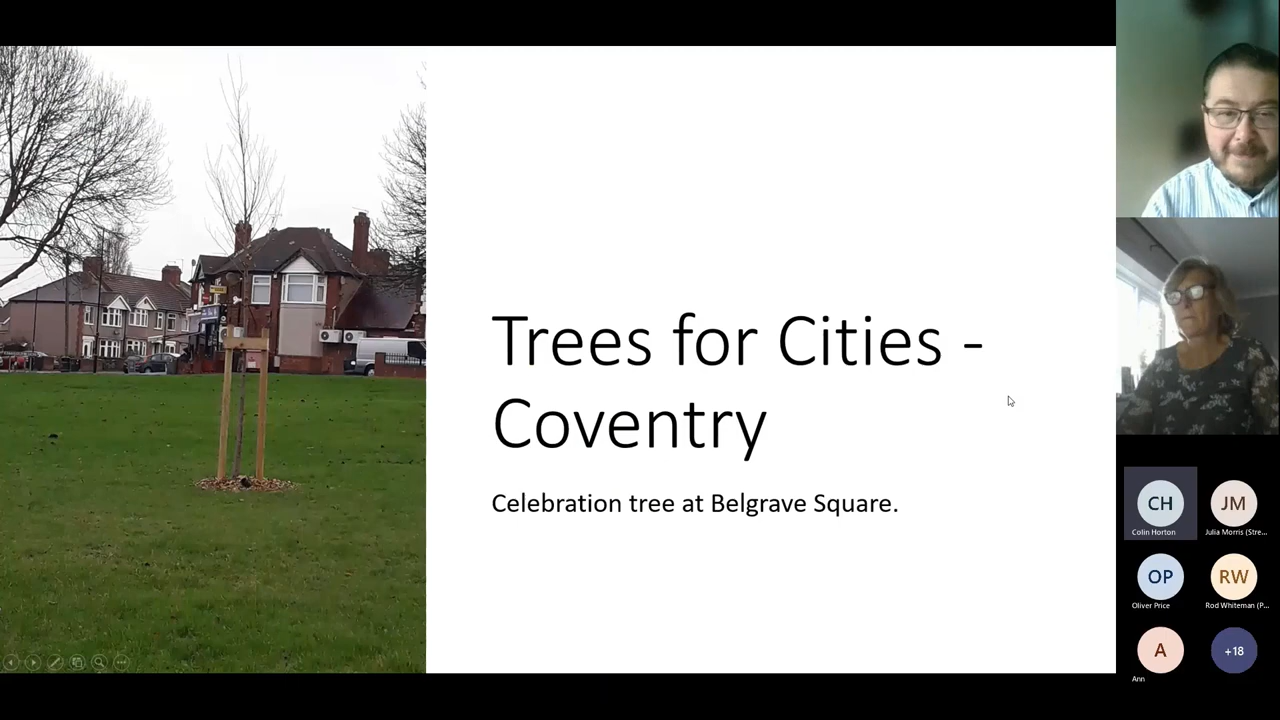 Trees for Cities -
Coventry
Celebration tree at Belgrave Square.
CH
Colin Horton
JM
Julia Morris (Stre...
OP
Oliver Price
RW
Rod Whiteman (P...
A
Ann
+18